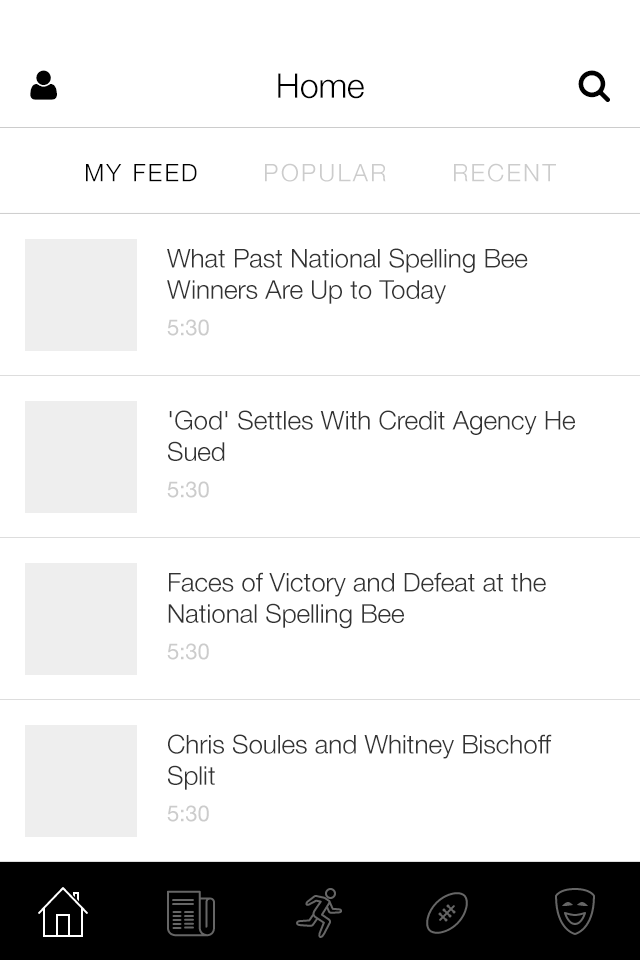 Home
MY FEED POPULAR RECENT
What Past National Spelling Bee
Winners Are Up to Today
5:30
'God' Settles With Credit Agency He
Sued
5:30
Faces of Victory and Defeat at the
National Spelling Bee
5:30
Chris Soules and Whitney Bischoff
Split
5:30